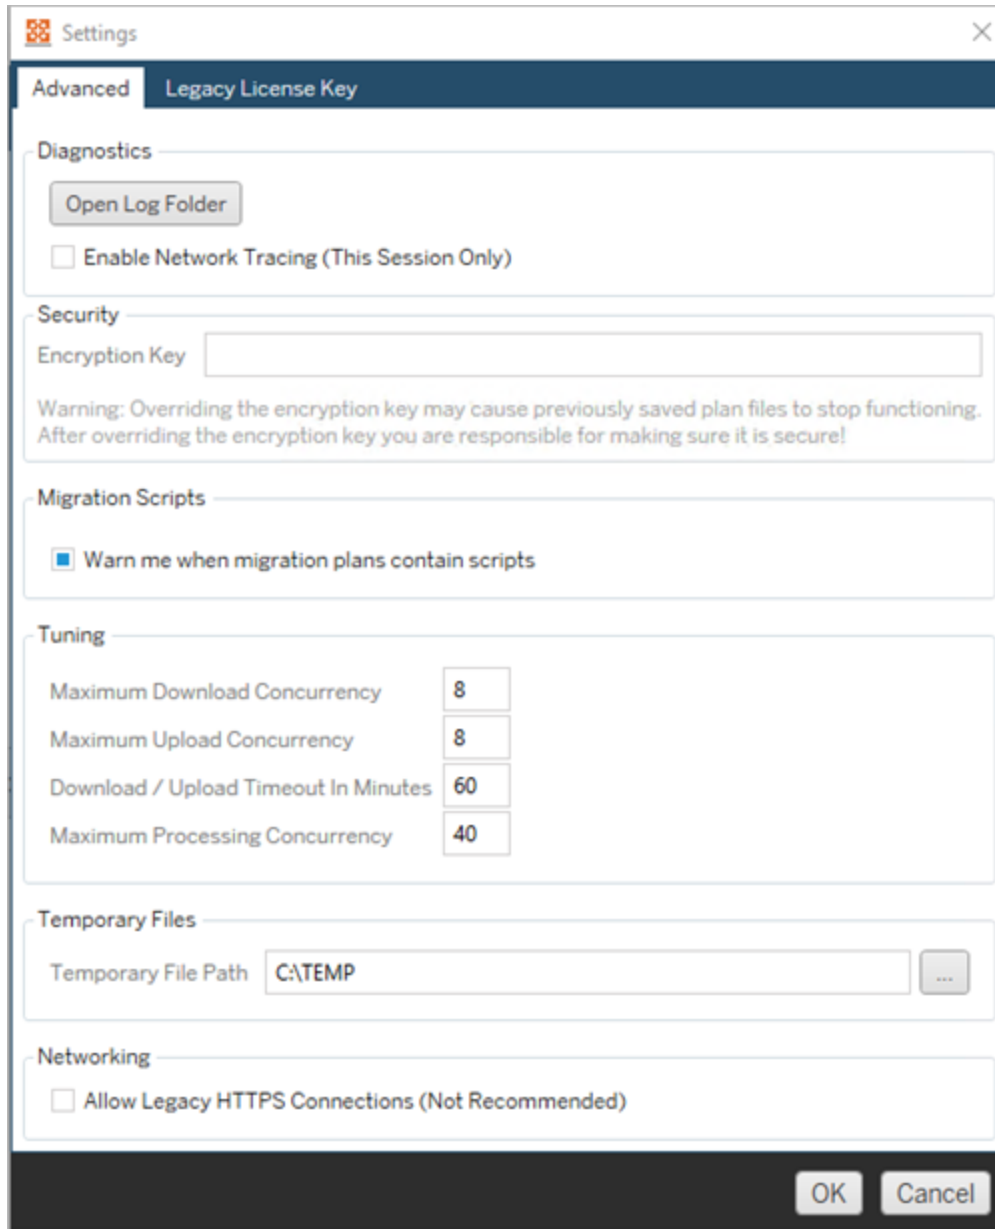 Settings
Advanced
Legacy License Key
Diagnostics
Open Log Folder
Enable Network Tracing (This Session Only)
Security
Encryption Key
Warning: Overriding the encryption key may cause previously saved plan files to stop functioning.
After overriding the encryption key you are responsible for making sure it is secure!
Migration Scripts
Warn me when migration plans contain scripts
Tuning
Maximum Download Concurrency 8
Maximum Upload Concurrency 8
Download / Upload Timeout In Minutes 60
Maximum Processing Concurrency 40
Temporary Files
Temporary File Path C:\TEMP ...
Networking
Allow Legacy HTTPS Connections (Not Recommended)
OK Cancel